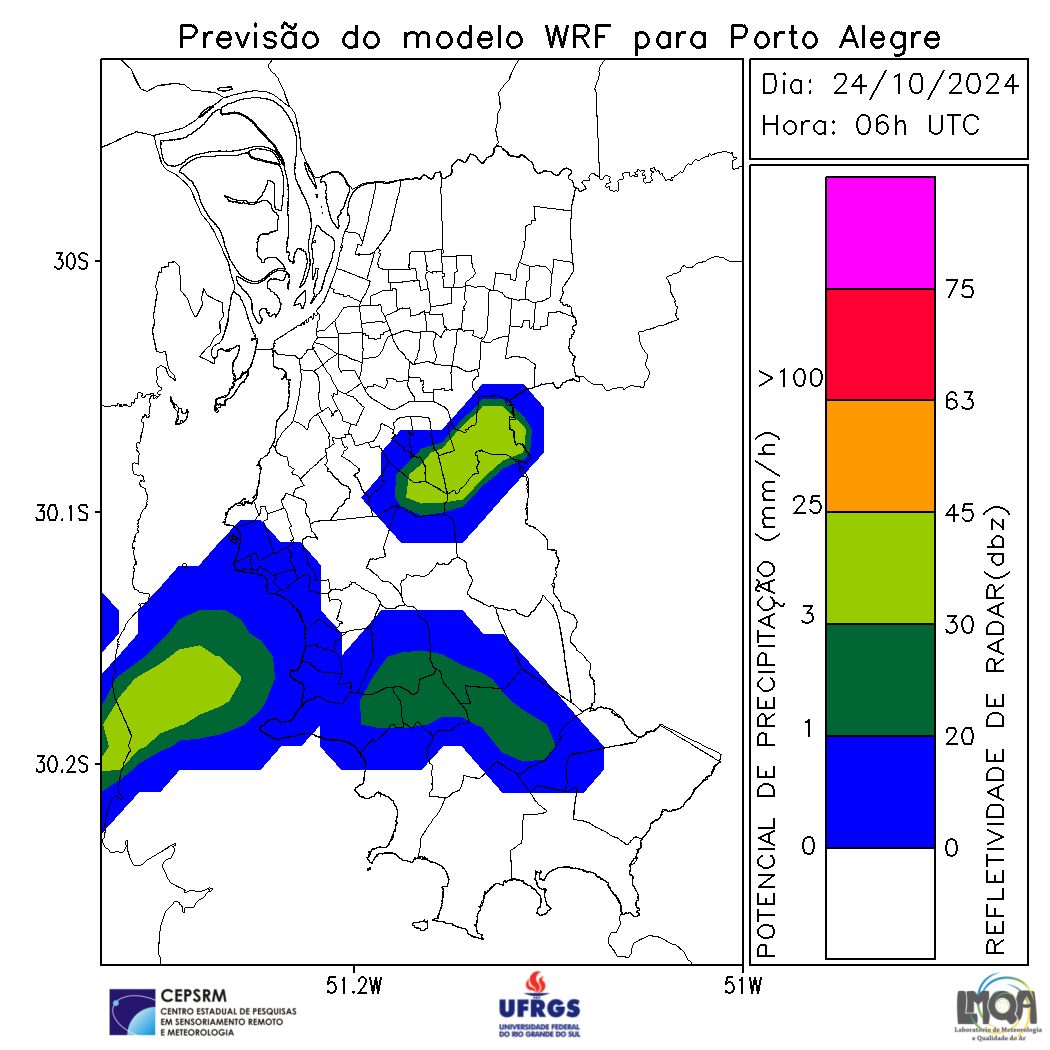 Previsão do modelo WRF para Porto Alegre
Dia: 24/10/2024
Hora: 06h UTC
30S
30.1S
30.2S
51.2W
51W
POTENCIAL DE PRECIPITAÇÃO (mm/h)
>100
25
3
1
0
75
63
45
30
20
0
REFLETIVIDADE DE RADAR(dbz)
CEPSRM
CENTRO ESTADUAL DE PESQUISAS
EM SENSORIAMENTO REMOTO
E METEOROLOGIA
UFRGS
UNIVERSIDADE FEDERAL
DO RIO GRANDE DO SUL
LMQA
Laboratório de Meteorologia
e Qualidade do Ar